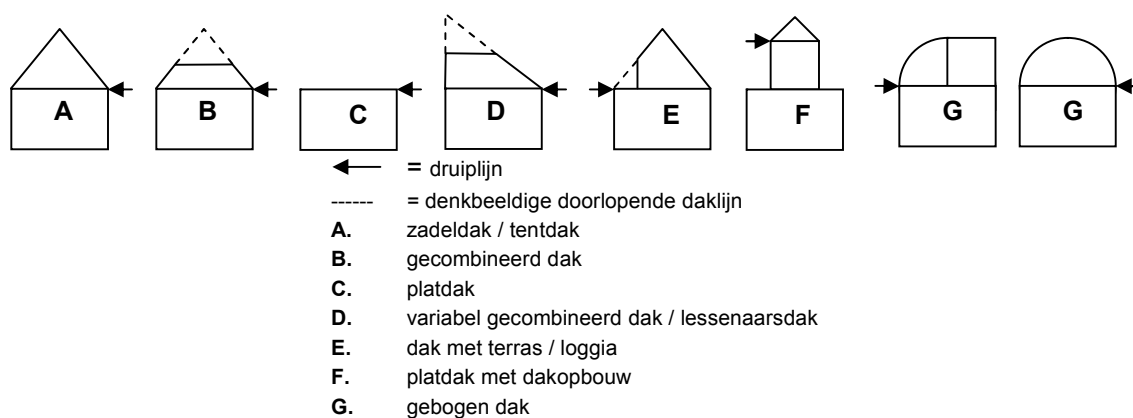 A B C D E F G G
= druiplijn
------ = denkbeeldige doorlopende daklijn
A. zadeldak / tentdak
B. gecombineerd dak
C. platdak
D. variabel gecombineerd dak / lessenaarsdak
E. dak met terras / loggia
F. platdak met dakopbouw
G. gebogen dak